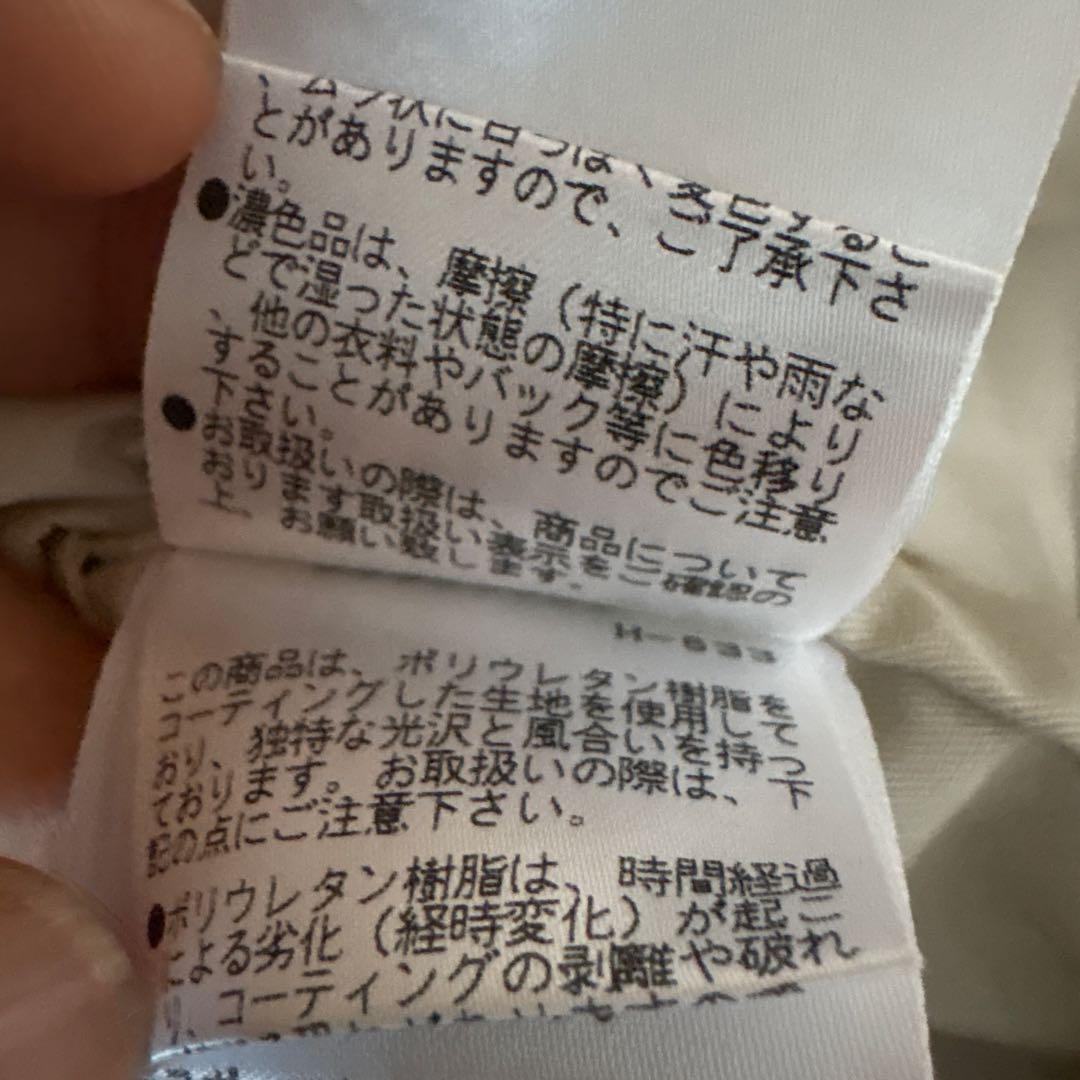 とがありますので、ご了承下さ
い。
●濃色品は、摩擦（特に汗や雨な
どで湿った状態の摩擦）により
、他の衣料やバック等に色移り
することがありますのでご注意
下さい。
●お取扱いの際は、商品についての
おります取扱い表示をご確認の
上、お願い致します。
H-633
この商品は、ポリウレタン樹脂を
コーティングした生地を使用して
おり、独特な光沢と風合いを持っ
ております。お取扱いの際は、下
記の点にご注意下さい。
●ポリウレタン樹脂は、時間経過
による劣化（経時変化）が起こ
り、コーティングの剥離や破れ